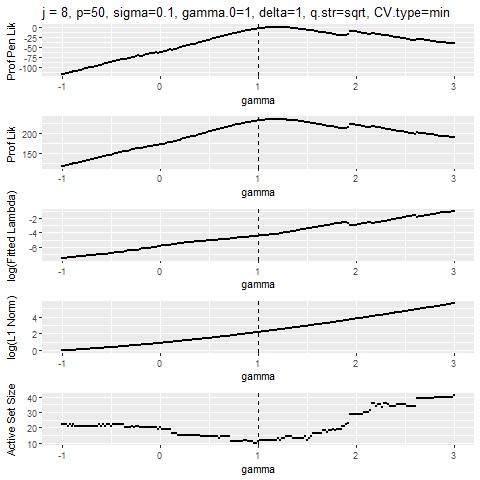 j = 8, p=50, sigma=0.1, gamma.0=1, delta=1, q.str=sqrt, CV.type=min
Prof Pen Lik
0
-25
-50
-75
-100
-1 0 1 2 3
gamma
Prof Lik
200
150
-1 0 1 2 3
gamma
log(Fitted Lambda)
-2
-4
-6
-1 0 1 2 3
gamma
log(L1 Norm)
4
2
0
-1 0 1 2 3
gamma
Active Set Size
40
30
20
10
-1 0 1 2 3
gamma